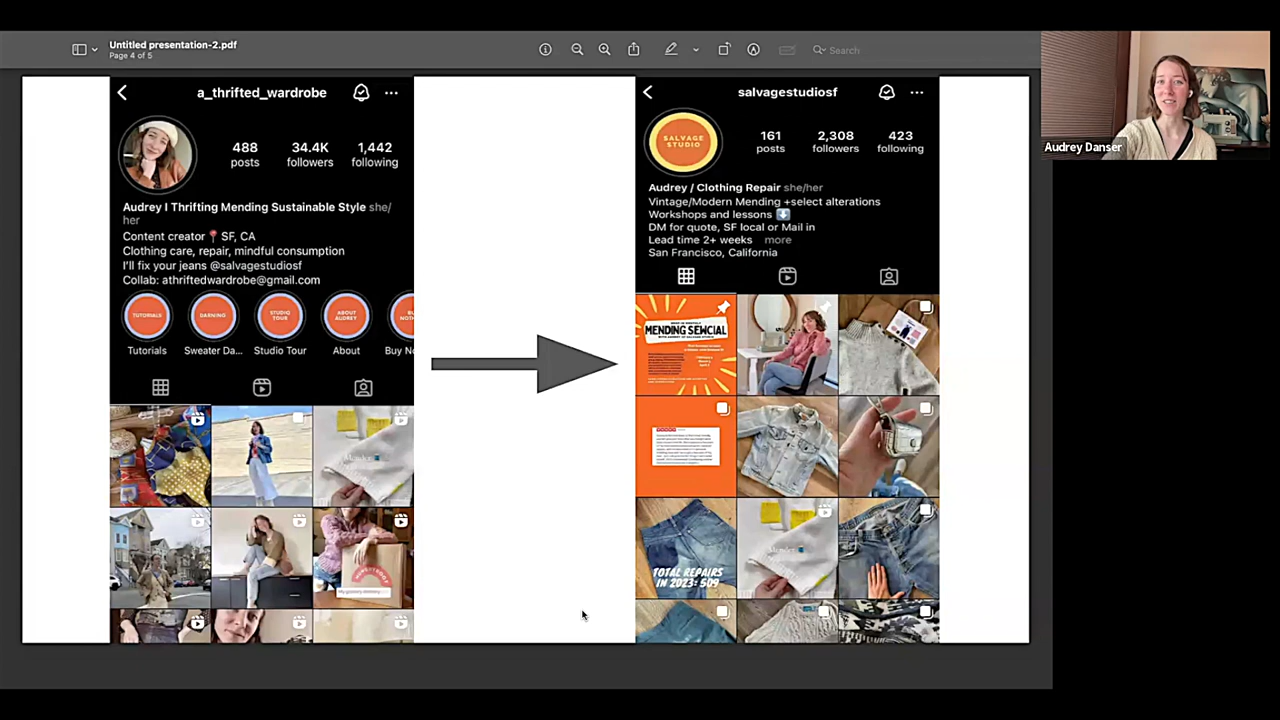 Untitled presentation-2.pdf
Page 4 of 5
Search
Audrey Danser
a_thrifted_wardrobe
488
34.4K
1,442
posts
followers
following
Audrey I Thrifting Mending Sustainable Style she/
her
Content creator 📍 SF, CA
Clothing care, repair, mindful consumption
I'll fix your jeans @salvagestudiosf
Collab: athriftedwardrobe@gmail.com
TUTORIALS
DARNING
STUDIO
TOUR
ABOUT
AUDREY
Tutorials
Sweater Da...
Studio Tour
About
Buy No
salvagestudiosf
SALVAGE
STUDIO
161
2,308
423
posts
followers
following
Audrey / Clothing Repair she/her
Vintage/Modern Mending +select alterations
Workshops and lessons ⬇️
DM for quote, SF local or Mail in
Lead time 2+ weeks more
San Francisco, California
MENDING SEWCIAL
TOTAL REPAIRS
IN 2023: 509